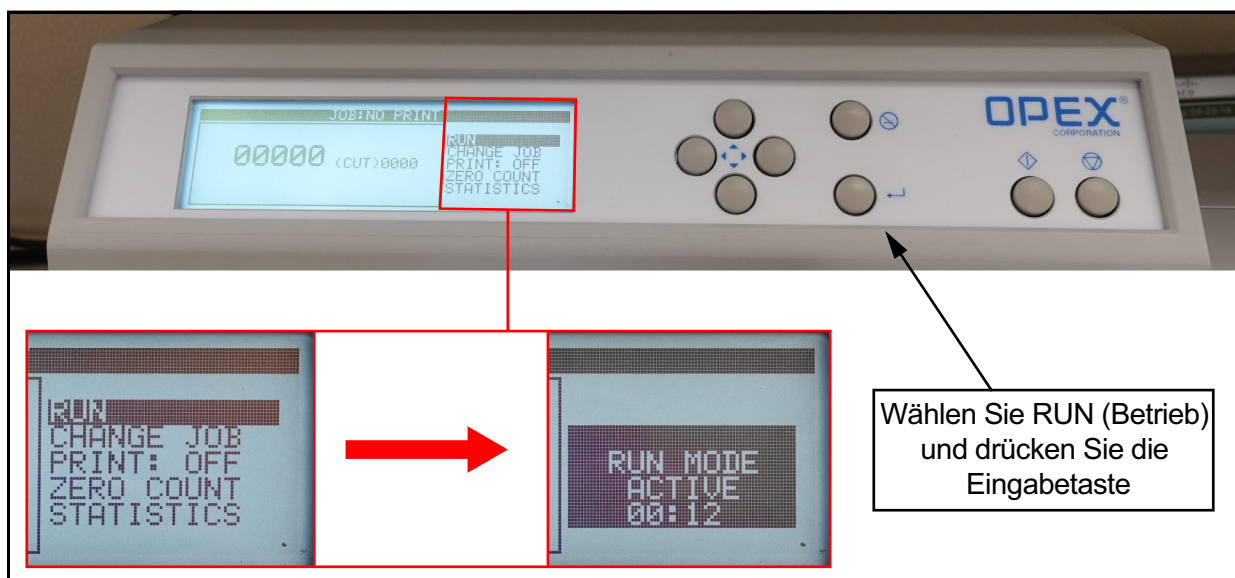 JOB:NO PRINT
00000 (CUT)0000
RUN
CHANGE JOB
PRINT: OFF
ZERO COUNT
STATISTICS
OPEX®
CORPORATION
RUN
CHANGE JOB
PRINT: OFF
ZERO COUNT
STATISTICS
RUN MODE
ACTIVE
00:12
Wählen Sie RUN (Betrieb)
und drücken Sie die
Eingabetaste